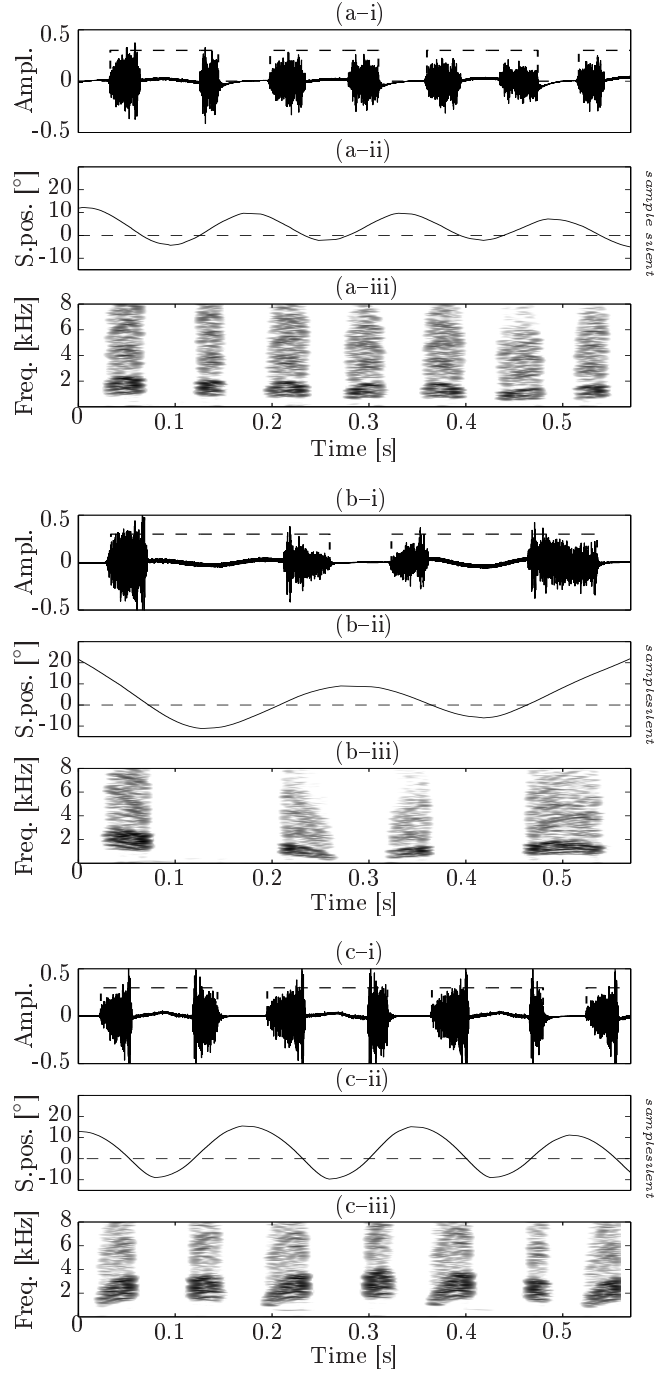 (a–i)
0.5
0
-0.5
Ampl.
(a–ii)
20
10
0
-10
S.pos. [°]
sample silent
(a–iii)
8
6
4
2
Freq. [kHz]
0 0.1 0.2 0.3 0.4 0.5
Time [s]
(b–i)
0.5
0
-0.5
Ampl.
(b–ii)
20
10
0
-10
S.pos. [°]
samplesilent
(b–iii)
8
6
4
2
Freq. [kHz]
0 0.1 0.2 0.3 0.4 0.5
Time [s]
(c–i)
0.5
0
-0.5
Ampl.
(c–ii)
20
10
0
-10
S.pos. [°]
samplesilent
(c–iii)
8
6
4
2
Freq. [kHz]
0 0.1 0.2 0.3 0.4 0.5
Time [s]